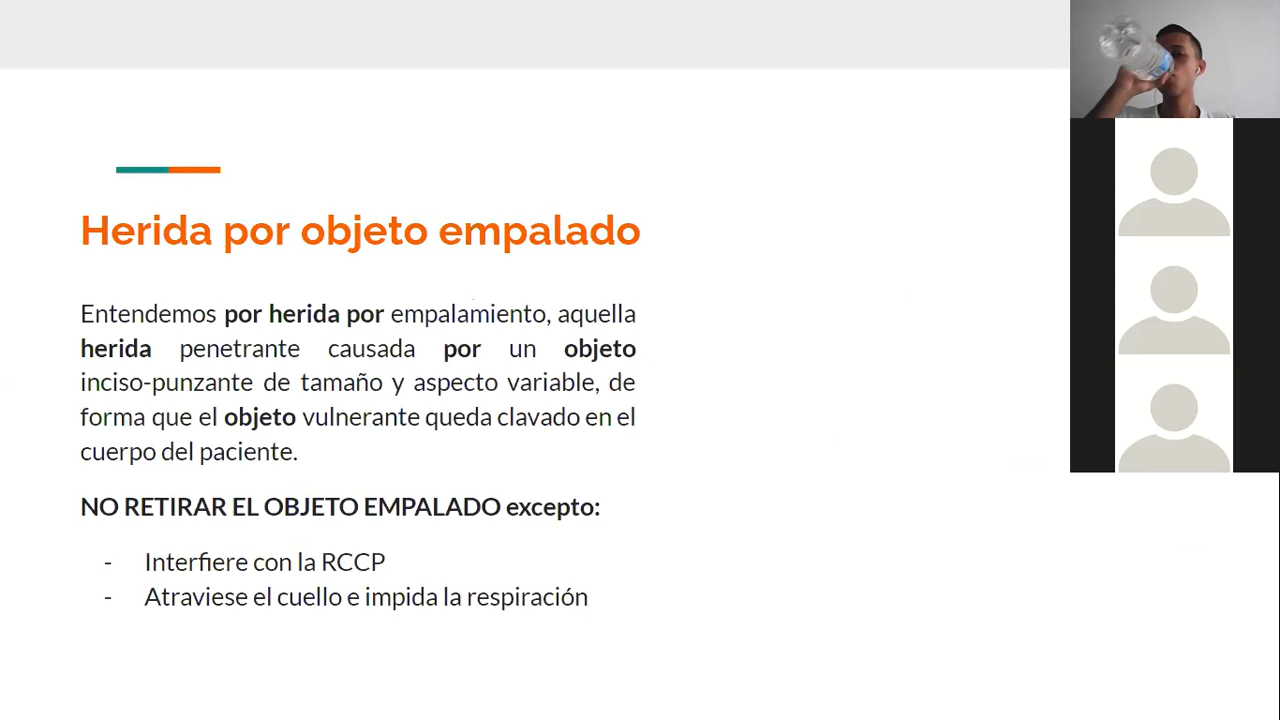 Herida por objeto empalado
Entendemos por herida por empalamiento, aquella
herida penetrante causada por un objeto
inciso-punzante de tamaño y aspecto variable, de
forma que el objeto vulnerante queda clavado en el
cuerpo del paciente.
NO RETIRAR EL OBJETO EMPALADO excepto:
- Interfiere con la RCCP
- Atraviese el cuello e impida la respiración